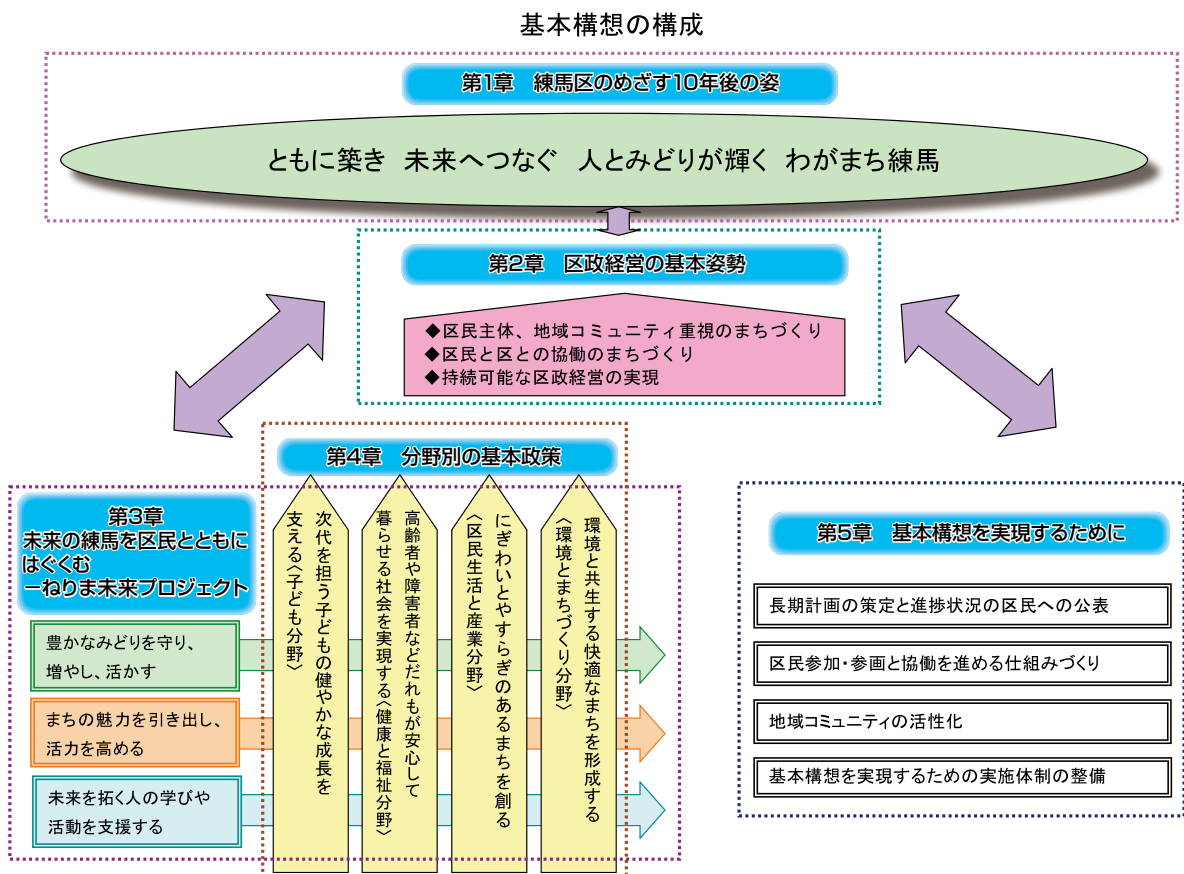 基本構想の構成
第1章　練馬区のめざす10年後の姿
ともに築き　未来へつなぐ　人とみどりが輝く　わがまち練馬
第2章　区政経営の基本姿勢
◆区民主体、地域コミュニティ重視のまちづくり
◆区民と区との協働のまちづくり
◆持続可能な区政経営の実現
第3章
未来の練馬を区民とともに
はぐくむ
－ねりま未来プロジェクト
豊かなみどりを守り、
増やし、活かす
まちの魅力を引き出し、
活力を高める
未来を拓く人の学びや
活動を支援する
第4章　分野別の基本政策
次代を担う子どもの健やかな成長を
支える〈子ども分野〉
高齢者や障害者などだれもが安心して
暮らせる社会を実現する〈健康と福祉分野〉
にぎわいとやすらぎのあるまちを創る
〈区民生活と産業分野〉
環境と共生する快適なまちを形成する
〈環境とまちづくり分野〉
第5章　基本構想を実現するために
長期計画の策定と進捗状況の区民への公表
区民参加・参画と協働を進める仕組みづくり
地域コミュニティの活性化
基本構想を実現するための実施体制の整備